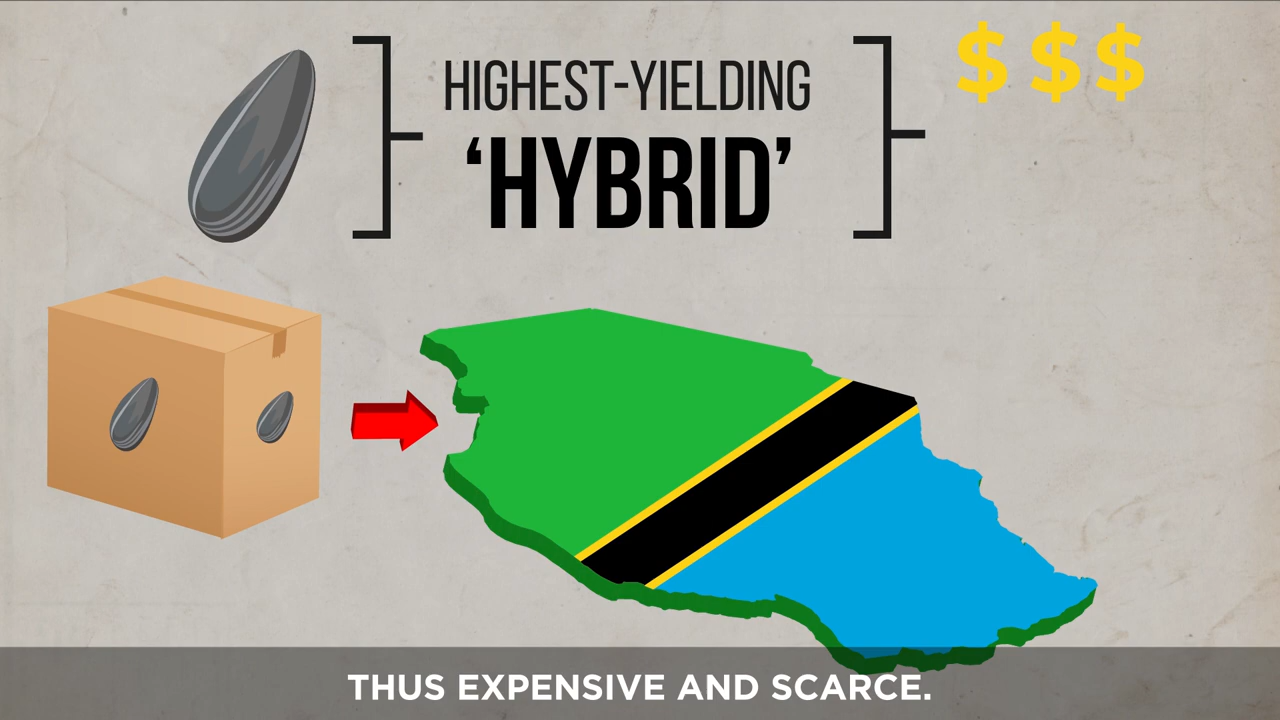 HIGHEST-YIELDING
‘HYBRID’
$ $ $
THUS EXPENSIVE AND SCARCE.